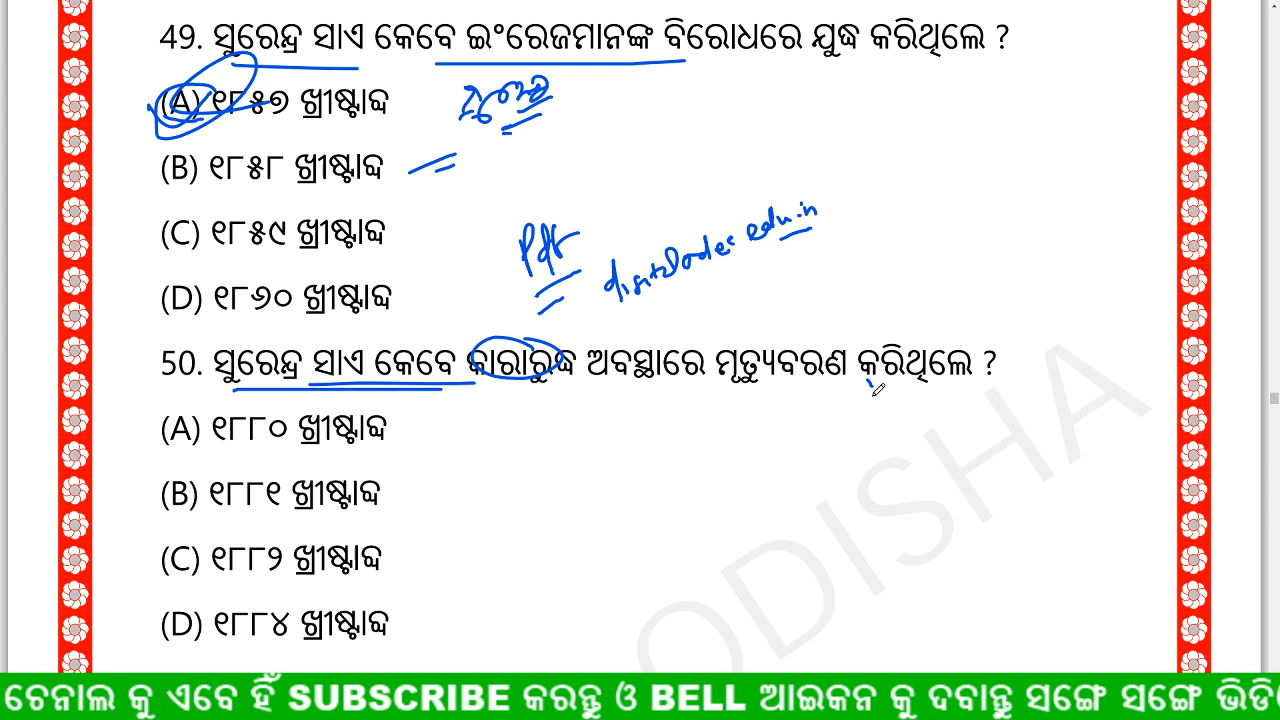 49. ସୁରେନ୍ଦ୍ର ସାଏ କେବେ ଇଂରେଜମାନଙ୍କ ବିରୋଧରେ ଯୁଦ୍ଧ କରିଥିଲେ ?
(A) ୧୮୫୭ ଖ୍ରୀଷ୍ଟାବ୍ଦ
(B) ୧୮୫୮ ଖ୍ରୀଷ୍ଟାବ୍ଦ
(C) ୧୮୫୯ ଖ୍ରୀଷ୍ଟାବ୍ଦ
Pdf
(D) ୧୮୬୦ ଖ୍ରୀଷ୍ଟାବ୍ଦ
50. ସୁରେନ୍ଦ୍ର ସାଏ କେବେ କାରାରୁଦ୍ଧ ଅବସ୍ଥାରେ ମୃତ୍ୟୁବରଣ କରିଥିଲେ ?
(A) ୧୮୮୦ ଖ୍ରୀଷ୍ଟାବ୍ଦ
(B) ୧୮୮୧ ଖ୍ରୀଷ୍ଟାବ୍ଦ
(C) ୧୮୮୨ ଖ୍ରୀଷ୍ଟାବ୍ଦ
(D) ୧୮୮୪ ଖ୍ରୀଷ୍ଟାବ୍ଦ
ODISHA
ଚେନାଲ କୁ ଏବେ ହିଁ SUBSCRIBE କରନ୍ତୁ ଓ BELL ଆଇକନ କୁ ଦବାନ୍ତୁ ସଙ୍ଗେ ସଙ୍ଗେ ଭିଡି